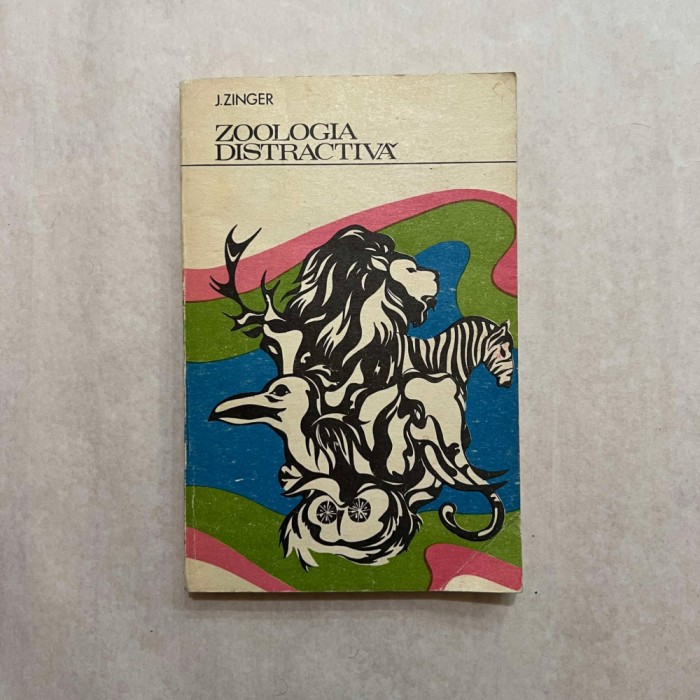 J. ZINGER
ZOOLOGIA
DISTRACTIVĂ